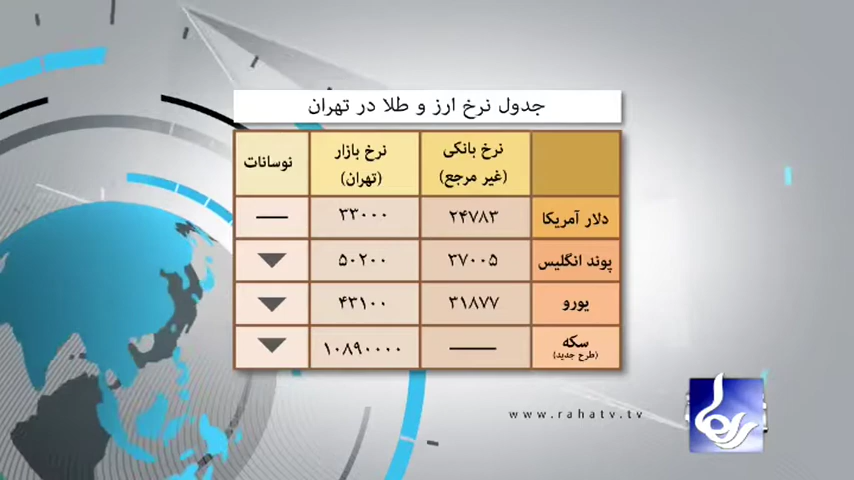 جدول نرخ ارز و طلا در تهران
نرخ بانکی (غیر مرجع) نرخ بازار (تهران) نوسانات
دلار آمریکا ۲۴۷۸۳ ۳۳۰۰۰ —
پوند انگلیس ۳۷۰۰۵ ۵۰۲۰۰ ▼
یورو ۳۱۸۷۷ ۴۳۱۰۰ ▼
سکه (طرح جدید) — ۱۰۸۹۰۰۰۰ ▼
www.rahatv.tv
رها